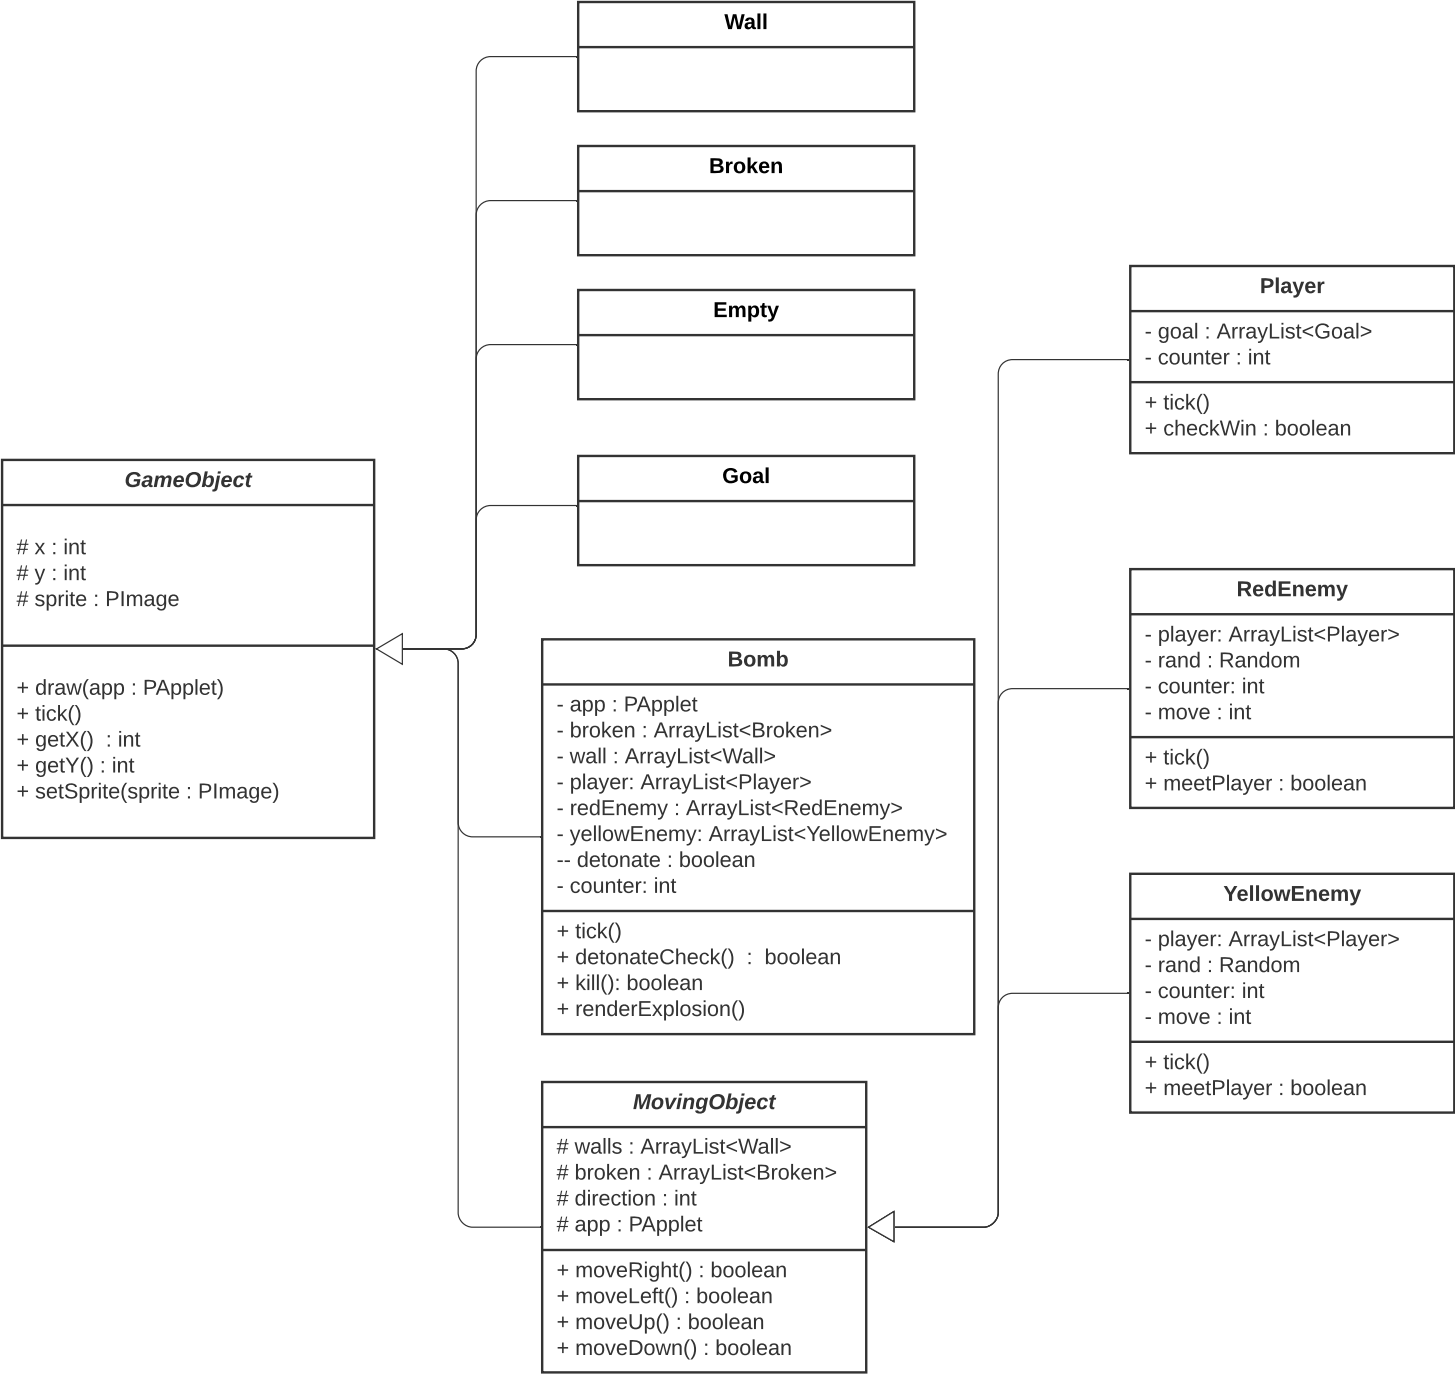 Wall
Broken
Empty
Goal
GameObject
# x : int
# y : int
# sprite : PImage
+ draw(app : PApplet)
+ tick()
+ getX()  : int
+ getY() : int
+ setSprite(sprite : PImage)
Bomb
- app : PApplet
- broken : ArrayList<Broken>
- wall : ArrayList<Wall>
- player: ArrayList<Player>
- redEnemy : ArrayList<RedEnemy>
- yellowEnemy: ArrayList<YellowEnemy>
-- detonate : boolean
- counter: int
+ tick()
+ detonateCheck()  :  boolean
+ kill(): boolean
+ renderExplosion()
MovingObject
# walls : ArrayList<Wall>
# broken : ArrayList<Broken>
# direction : int
# app : PApplet
+ moveRight() : boolean
+ moveLeft() : boolean
+ moveUp() : boolean
+ moveDown() : boolean
Player
- goal : ArrayList<Goal>
- counter : int
+ tick()
+ checkWin : boolean
RedEnemy
- player: ArrayList<Player>
- rand : Random
- counter: int
- move : int
+ tick()
+ meetPlayer : boolean
YellowEnemy
- player: ArrayList<Player>
- rand : Random
- counter: int
- move : int
+ tick()
+ meetPlayer : boolean